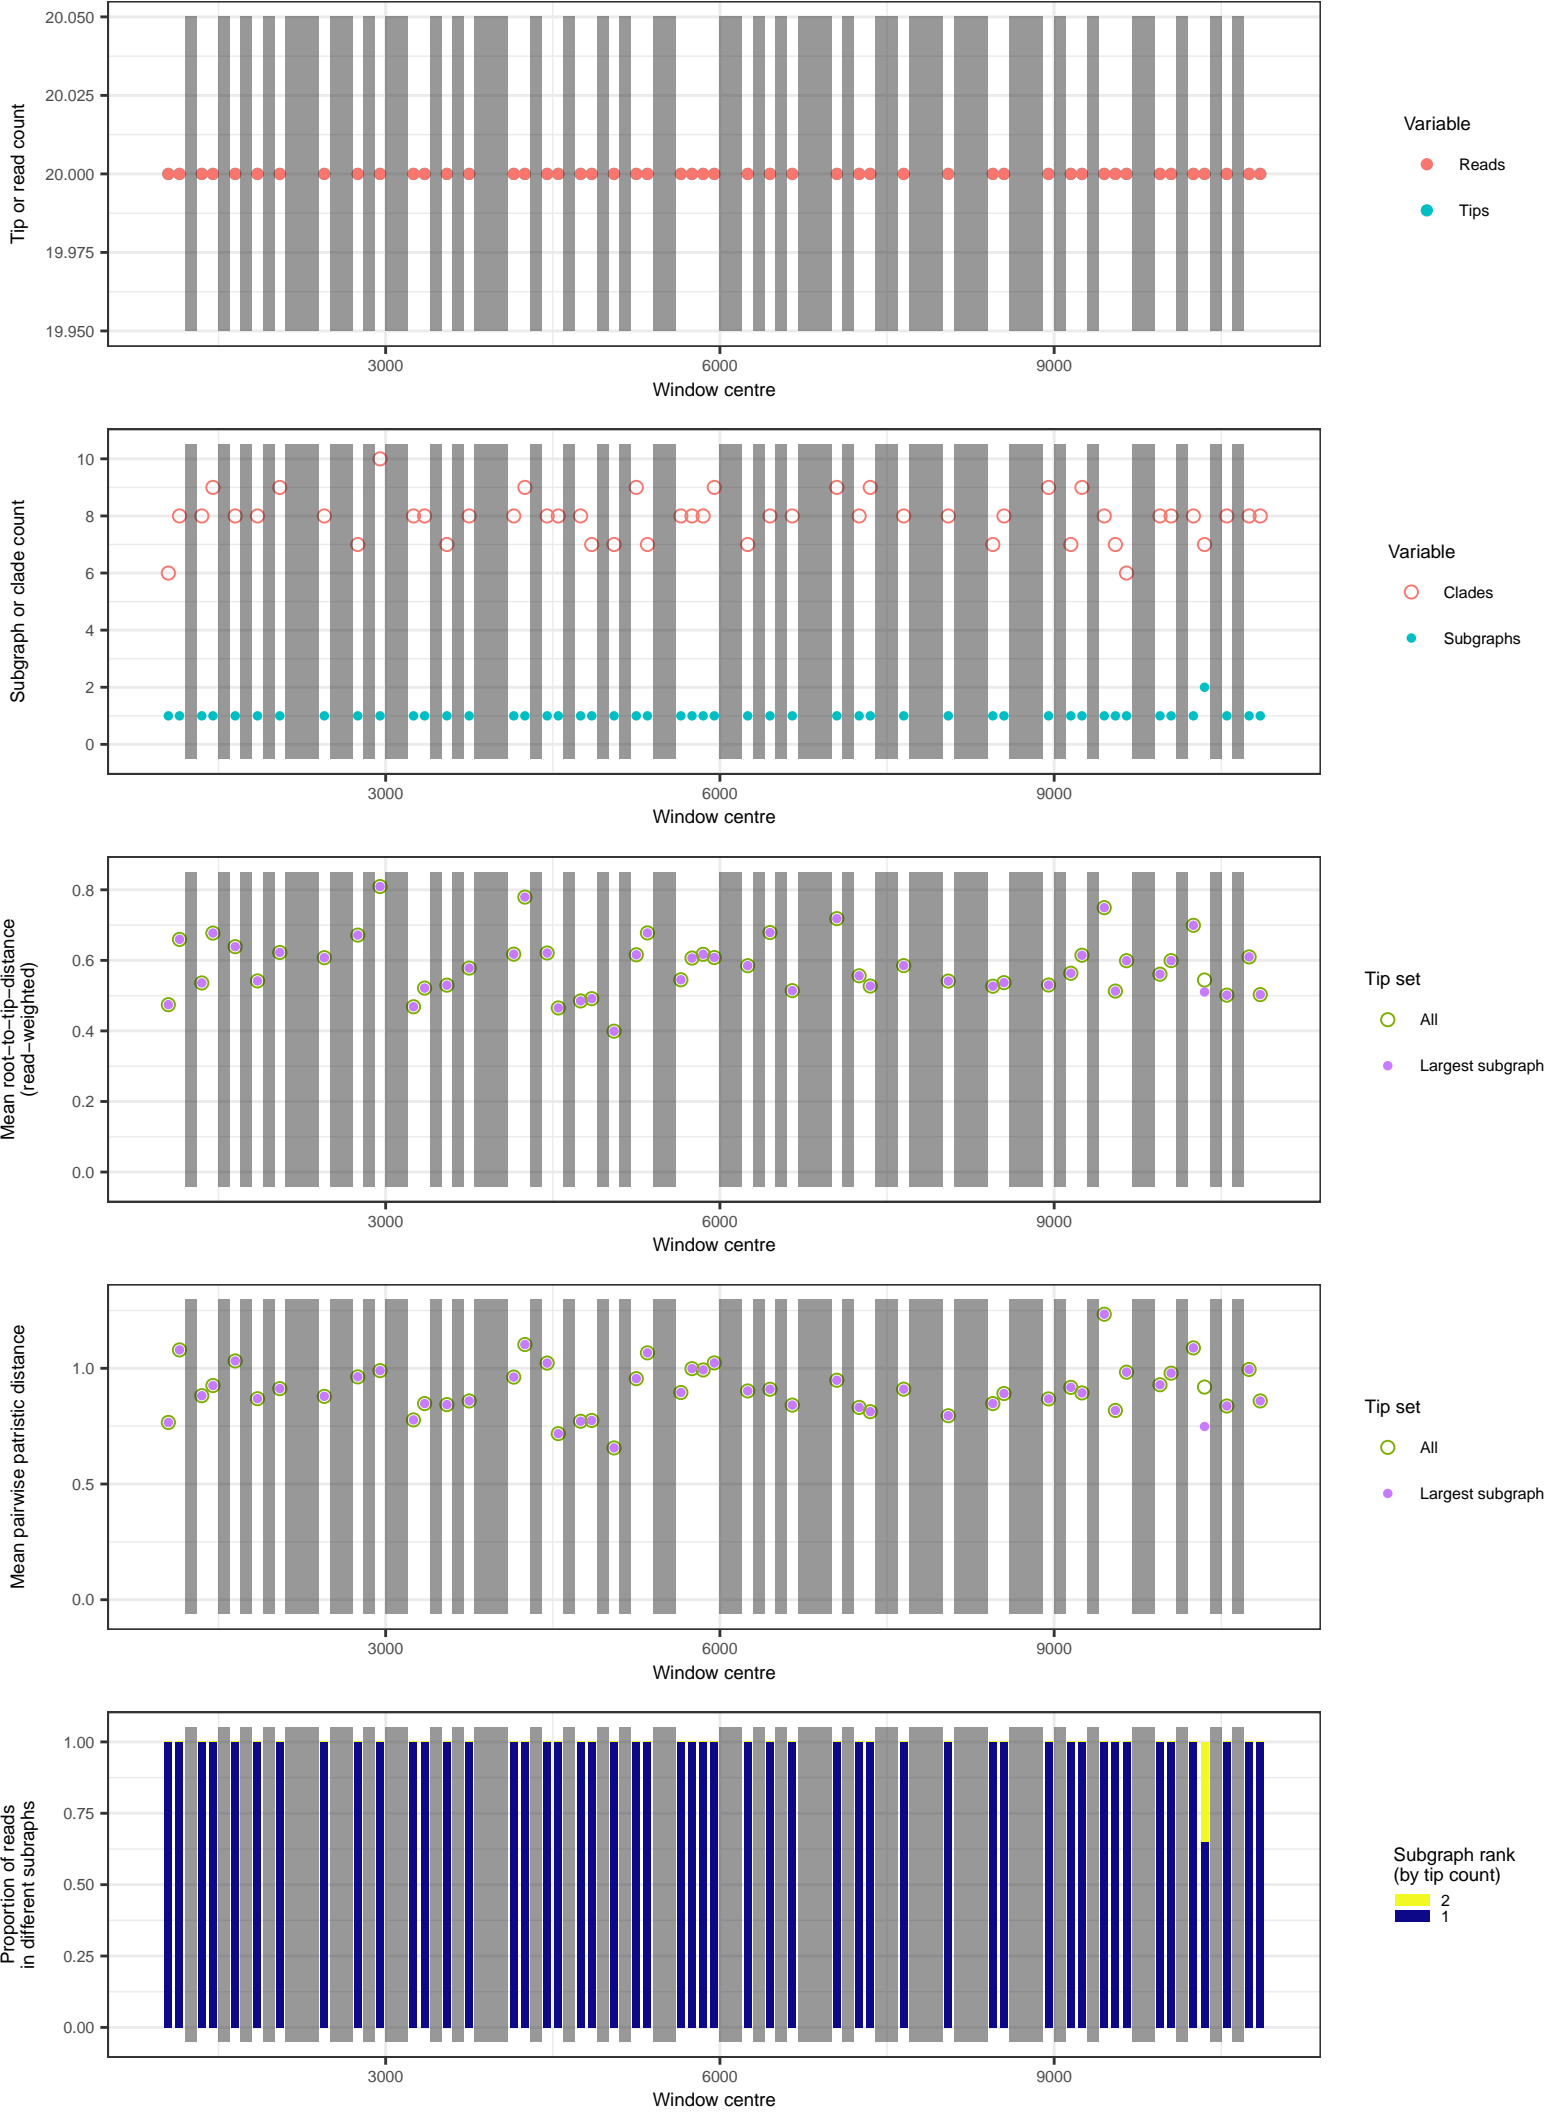 20.050
20.025
20.000
19.975
19.950
Tip or read count
3000
6000
9000
Window centre
Variable
Reads
Tips
10
8
6
4
2
0
Subgraph or clade count
3000
6000
9000
Window centre
Variable
Clades
Subgraphs
0.8
0.6
0.4
0.2
0.0
Mean root−to−tip−distance
(read−weighted)
3000
6000
9000
Window centre
Tip set
All
Largest subgraph
1.0
0.5
0.0
Mean pairwise patristic distance
3000
6000
9000
Window centre
Tip set
All
Largest subgraph
1.00
0.75
0.50
0.25
0.00
Proportion of reads
in different subraphs
3000
6000
9000
Window centre
Subgraph rank
(by tip count)
2
1